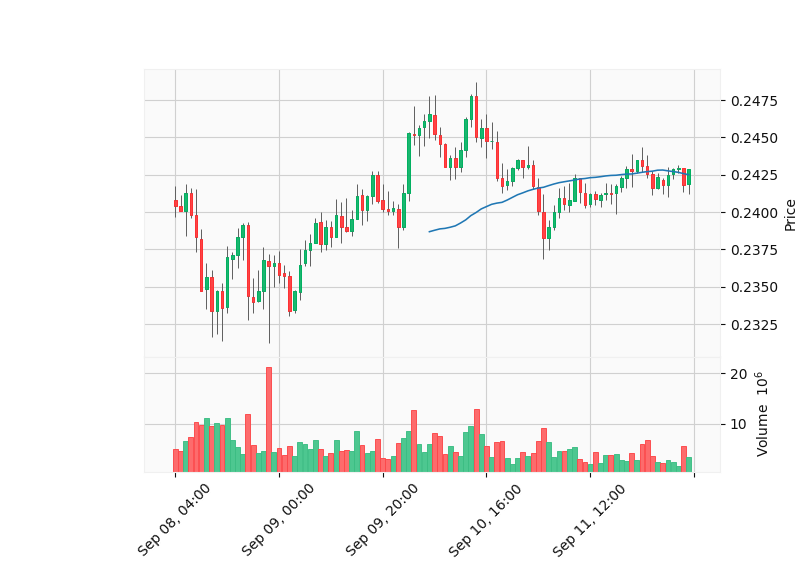 0.2475
0.2450
0.2425
0.2400
0.2375
0.2350
0.2325
Price
20
10
Volume 10⁶
Sep 08, 04:00
Sep 09, 00:00
Sep 09, 20:00
Sep 10, 16:00
Sep 11, 12:00